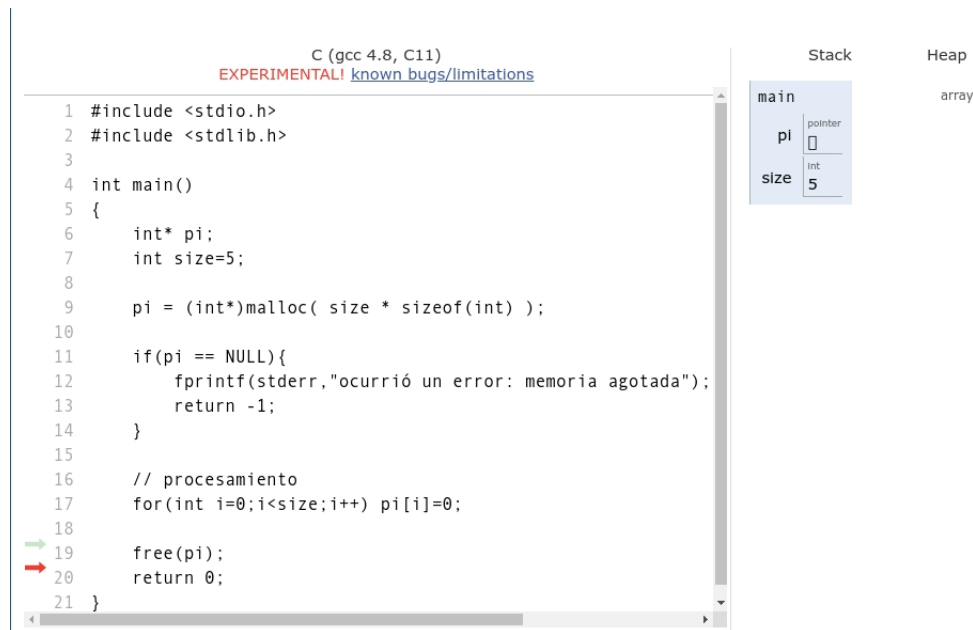 C (gcc 4.8, C11)
EXPERIMENTAL! known bugs/limitations
1 #include <stdio.h>
2 #include <stdlib.h>
3
4 int main()
5 {
6     int* pi;
7     int size=5;
8
9     pi = (int*)malloc( size * sizeof(int) );
10
11     if(pi == NULL){
12         fprintf(stderr,"ocurrió un error: memoria agotada");
13         return -1;
14     }
15
16     // procesamiento
17     for(int i=0;i<size;i++) pi[i]=0;
18
19     free(pi);
20     return 0;
21 }
Stack
Heap
main
array
pointer
pi
int
size 5